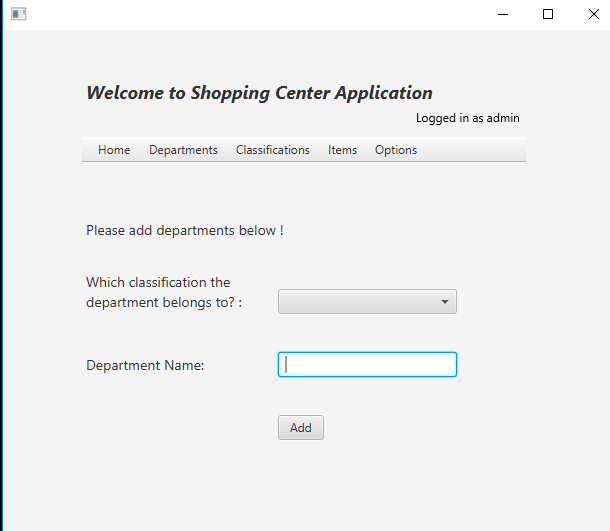 Welcome to Shopping Center Application
Logged in as admin
Home Departments Classifications Items Options
Please add departments below !
Which classification the
department belongs to? :
Department Name:
Add